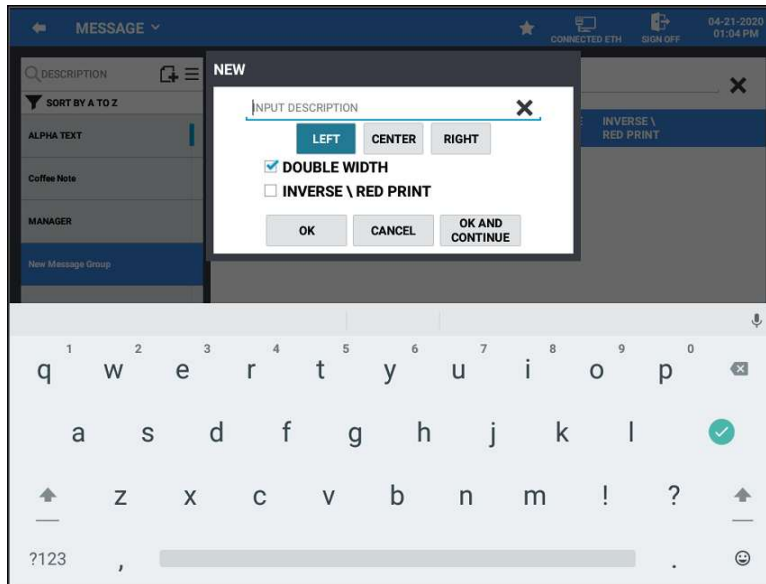 MESSAGE
CONNECTED ETH
SIGN OFF
04-21-2020
01:04 PM
DESCRIPTION
SORT BY A TO Z
ALPHA TEXT
Coffee Note
MANAGER
New Message Group
INVERSE \
RED PRINT
NEW
INPUT DESCRIPTION
LEFT CENTER RIGHT
DOUBLE WIDTH
INVERSE \ RED PRINT
OK CANCEL OK AND
CONTINUE
1 2 3 4 5 6 7 8 9 0
q w e r t y u i o p
a s d f g h j k l
z x c v b n m ! ?
?123 , .